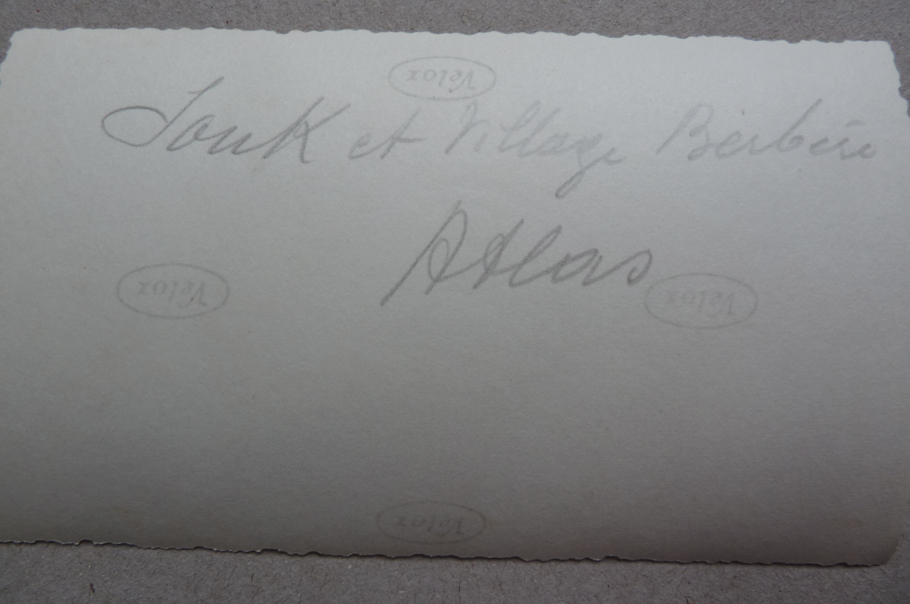 Velox
Souk et Village Berbère
Atlas
Velox
Velox
Velox